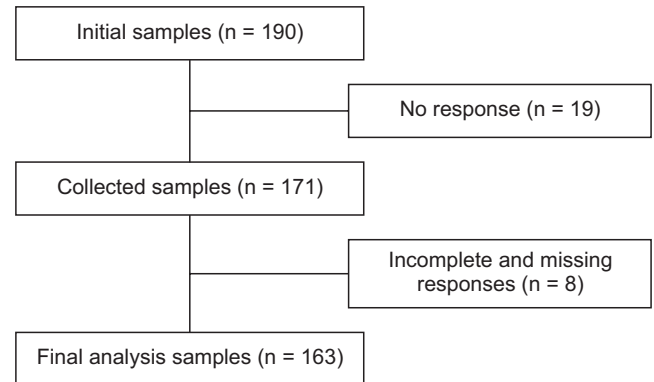 Initial samples (n = 190)
No response (n = 19)
Collected samples (n = 171)
Incomplete and missing
responses (n = 8)
Final analysis samples (n = 163)